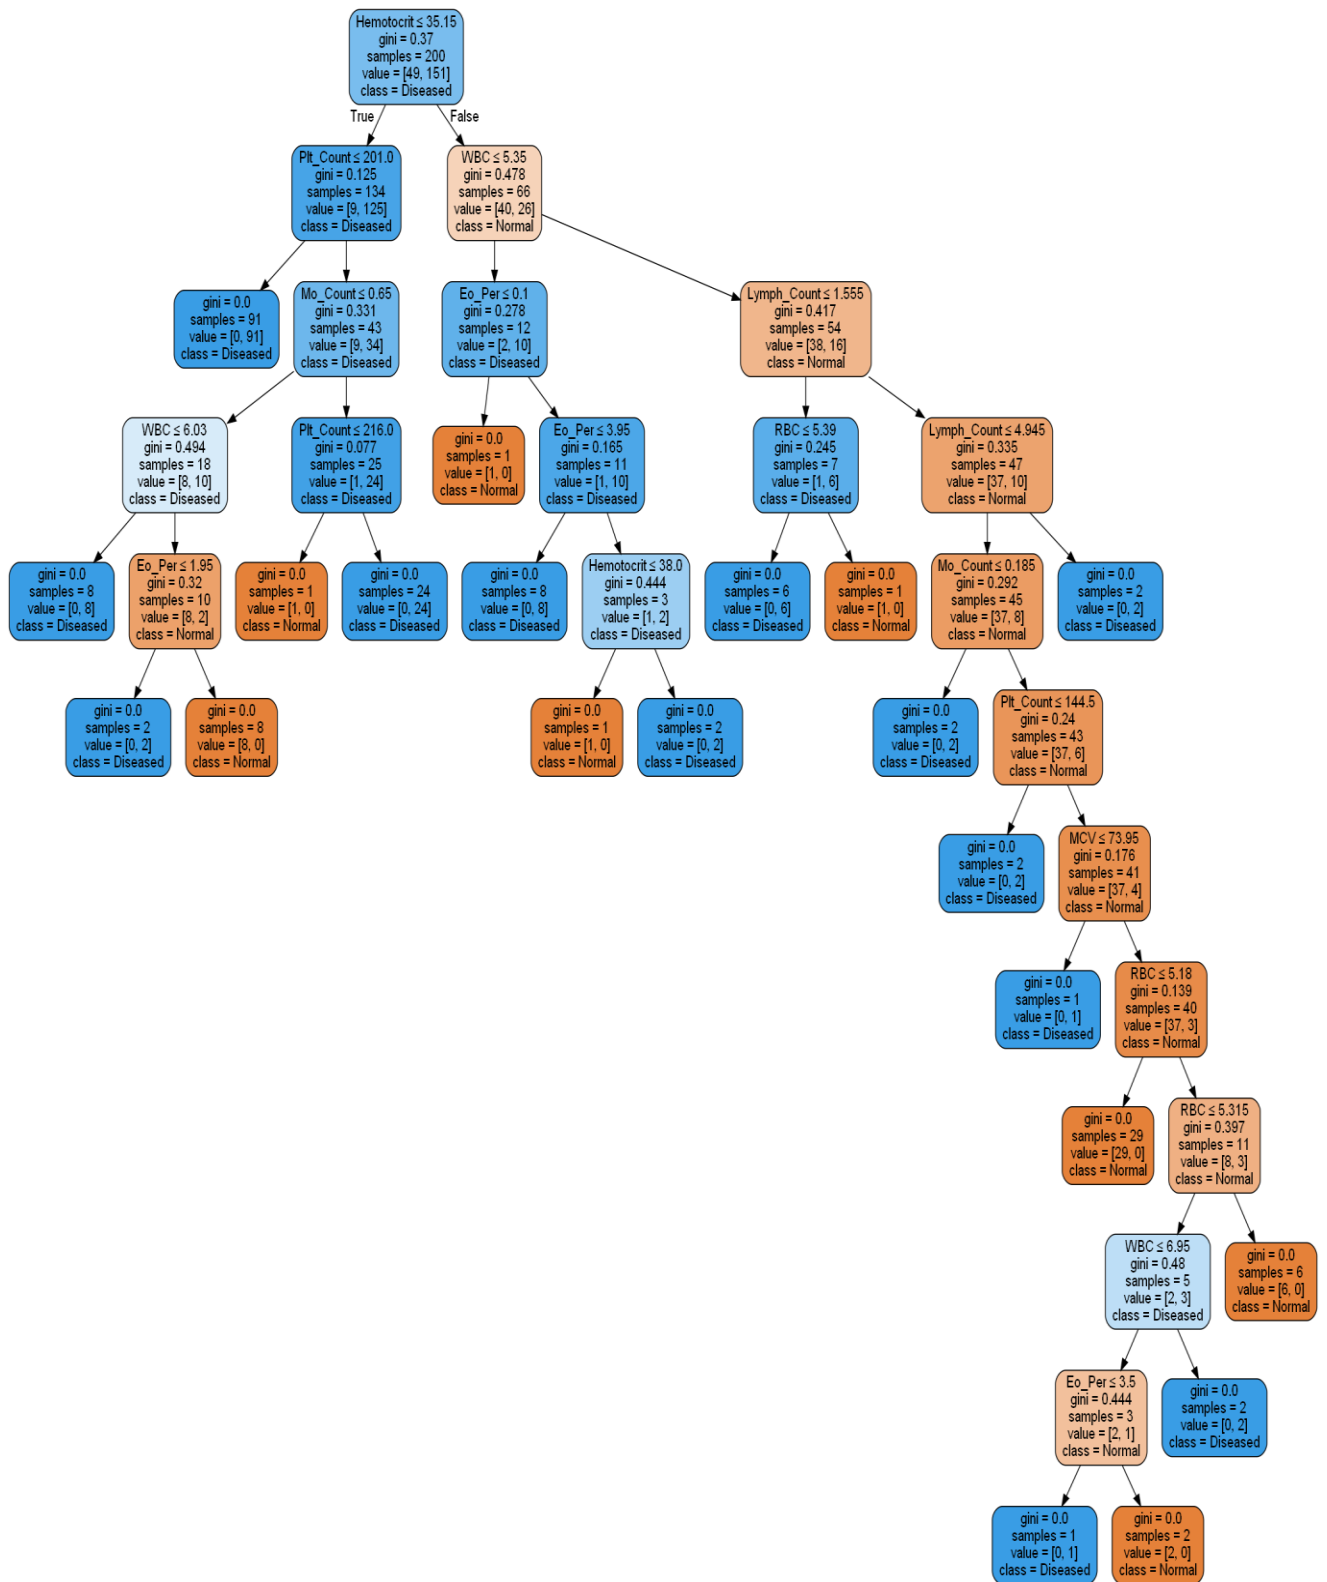 Hemotocrit ≤ 35.15
gini = 0.37
samples = 200
value = [49, 151]
class = Diseased
True
False
Plt_Count ≤ 201.0
gini = 0.125
samples = 134
value = [9, 125]
class = Diseased
WBC ≤ 5.35
gini = 0.478
samples = 66
value = [40, 26]
class = Normal
gini = 0.0
samples = 91
value = [0, 91]
class = Diseased
Mo_Count ≤ 0.65
gini = 0.331
samples = 43
value = [9, 34]
class = Diseased
Eo_Per ≤ 0.1
gini = 0.278
samples = 12
value = [2, 10]
class = Diseased
Lymph_Count ≤ 1.555
gini = 0.417
samples = 54
value = [38, 16]
class = Normal
WBC ≤ 6.03
gini = 0.494
samples = 18
value = [8, 10]
class = Diseased
Plt_Count ≤ 216.0
gini = 0.077
samples = 25
value = [1, 24]
class = Diseased
gini = 0.0
samples = 1
value = [1, 0]
class = Normal
Eo_Per ≤ 3.95
gini = 0.165
samples = 11
value = [1, 10]
class = Diseased
RBC ≤ 5.39
gini = 0.245
samples = 7
value = [1, 6]
class = Diseased
Lymph_Count ≤ 4.945
gini = 0.335
samples = 47
value = [37, 10]
class = Normal
gini = 0.0
samples = 8
value = [0, 8]
class = Diseased
Eo_Per ≤ 1.95
gini = 0.32
samples = 10
value = [8, 2]
class = Normal
gini = 0.0
samples = 1
value = [1, 0]
class = Normal
gini = 0.0
samples = 24
value = [0, 24]
class = Diseased
gini = 0.0
samples = 8
value = [0, 8]
class = Diseased
Hemotocrit ≤ 38.0
gini = 0.444
samples = 3
value = [1, 2]
class = Diseased
gini = 0.0
samples = 6
value = [0, 6]
class = Diseased
gini = 0.0
samples = 1
value = [1, 0]
class = Normal
Mo_Count ≤ 0.185
gini = 0.292
samples = 45
value = [37, 8]
class = Normal
gini = 0.0
samples = 2
value = [0, 2]
class = Diseased
gini = 0.0
samples = 2
value = [0, 2]
class = Diseased
gini = 0.0
samples = 8
value = [8, 0]
class = Normal
gini = 0.0
samples = 1
value = [1, 0]
class = Normal
gini = 0.0
samples = 2
value = [0, 2]
class = Diseased
gini = 0.0
samples = 2
value = [0, 2]
class = Diseased
Plt_Count ≤ 144.5
gini = 0.24
samples = 43
value = [37, 6]
class = Normal
gini = 0.0
samples = 2
value = [0, 2]
class = Diseased
MCV ≤ 73.95
gini = 0.176
samples = 41
value = [37, 4]
class = Normal
gini = 0.0
samples = 1
value = [0, 1]
class = Diseased
RBC ≤ 5.18
gini = 0.139
samples = 40
value = [37, 3]
class = Normal
gini = 0.0
samples = 29
value = [29, 0]
class = Normal
RBC ≤ 5.315
gini = 0.397
samples = 11
value = [8, 3]
class = Normal
WBC ≤ 6.95
gini = 0.48
samples = 5
value = [2, 3]
class = Diseased
gini = 0.0
samples = 6
value = [6, 0]
class = Normal
Eo_Per ≤ 3.5
gini = 0.444
samples = 3
value = [2, 1]
class = Normal
gini = 0.0
samples = 2
value = [0, 2]
class = Diseased
gini = 0.0
samples = 1
value = [0, 1]
class = Diseased
gini = 0.0
samples = 2
value = [2, 0]
class = Normal